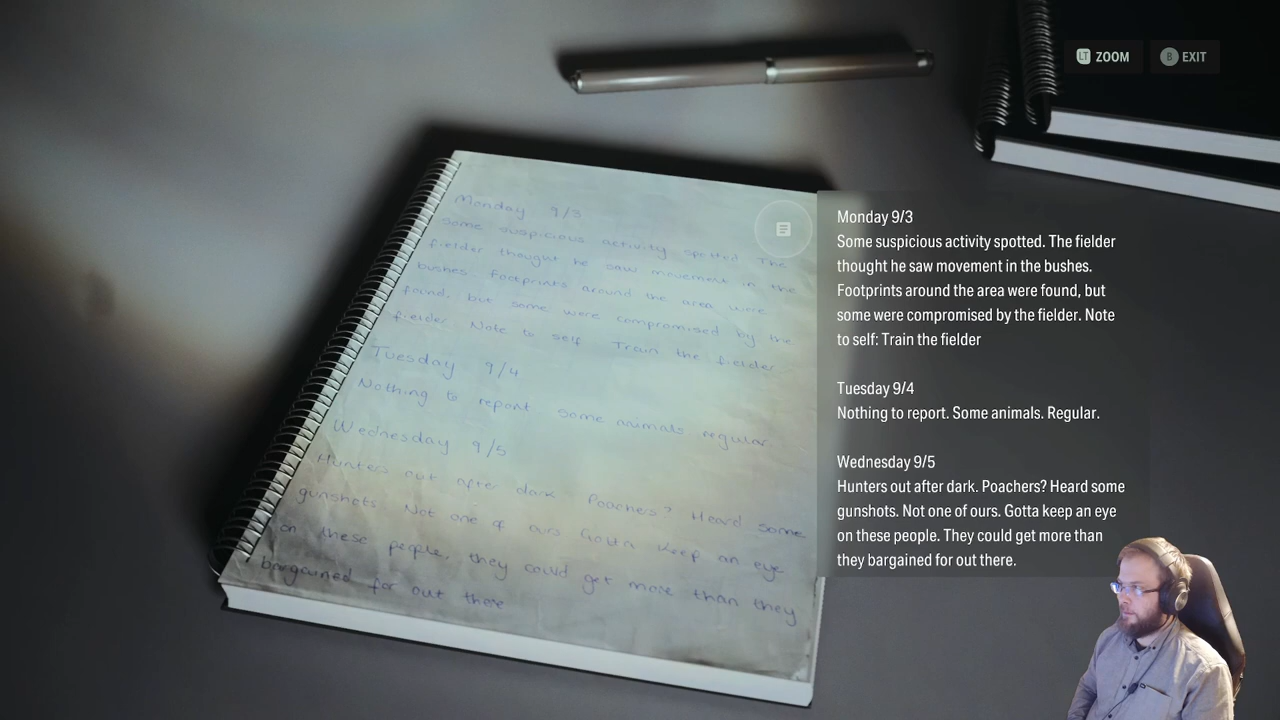 LT ZOOM
B EXIT
Monday 9/3
some suspicious activity spotted The
fielder thought he saw movement in the
bushes. Footprints around the area were
found, but some were compromised by the
fielder. Note to self Train the fielder
Tuesday 9/4
Nothing to report some animals regular
Wednesday 9/5
Hunters out after dark Poachers? Heard some
gunshots. Not one of ours Gotta keep an eye
on these people, they could get more than they
bargained for out there
Monday 9/3
Some suspicious activity spotted. The fielder
thought he saw movement in the bushes.
Footprints around the area were found, but
some were compromised by the fielder. Note
to self: Train the fielder
Tuesday 9/4
Nothing to report. Some animals. Regular.
Wednesday 9/5
Hunters out after dark. Poachers? Heard some
gunshots. Not one of ours. Gotta keep an eye
on these people. They could get more than
they bargained for out there.